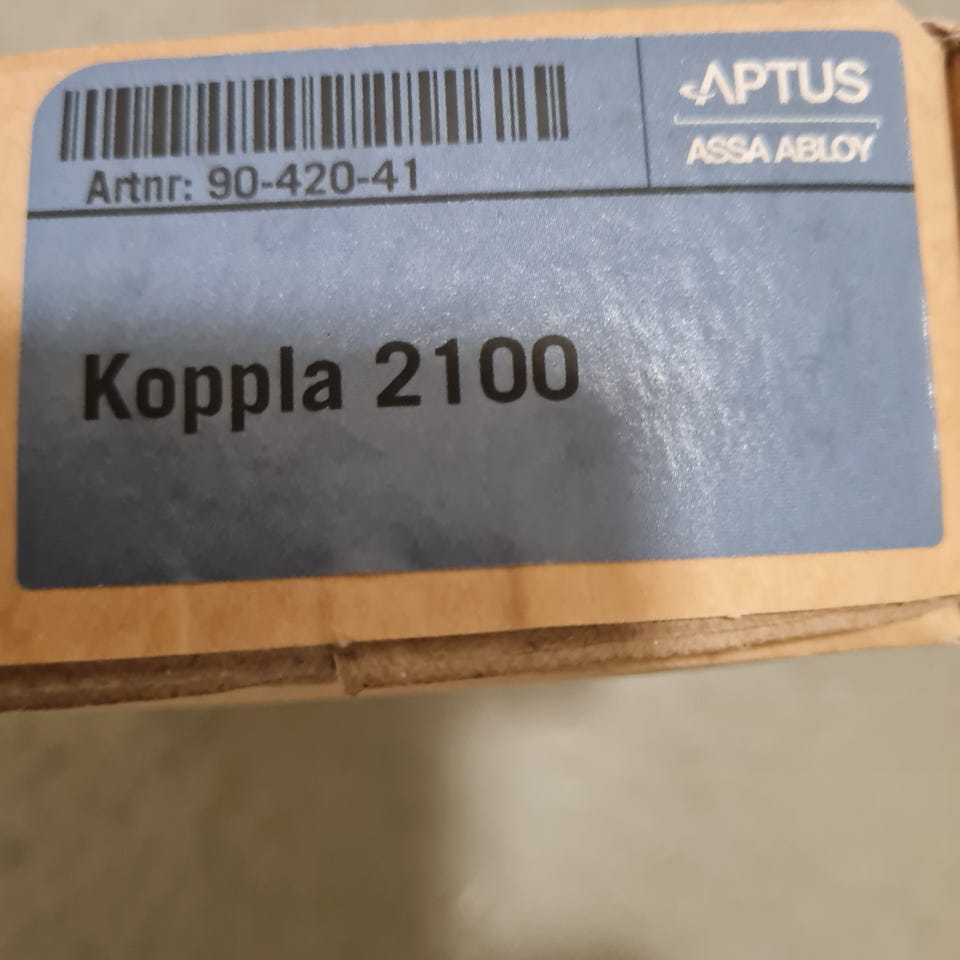 APTUS
ASSA ABLOY
Artnr: 90-420-41
Koppla 2100